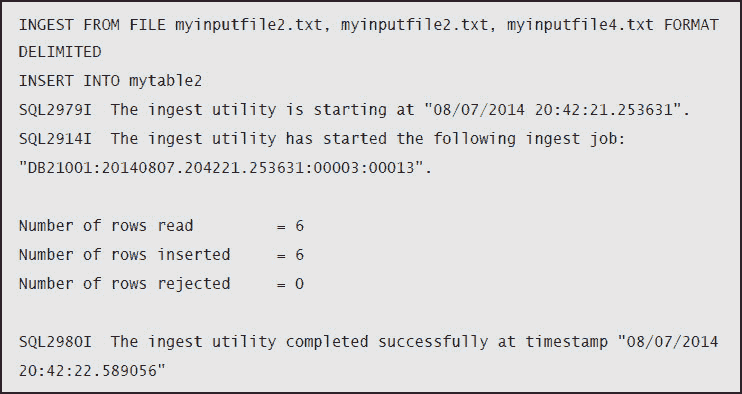 INGEST FROM FILE myinputfile2.txt, myinputfile2.txt, myinputfile4.txt FORMAT
DELIMITED
INSERT INTO mytable2
SQL2979I  The ingest utility is starting at "08/07/2014 20:42:21.253631".
SQL2914I  The ingest utility has started the following ingest job:
"DB21001:20140807.204221.253631:00003:00013".
Number of rows read         = 6
Number of rows inserted     = 6
Number of rows rejected     = 0
SQL2980I  The ingest utility completed successfully at timestamp "08/07/2014
20:42:22.589056"